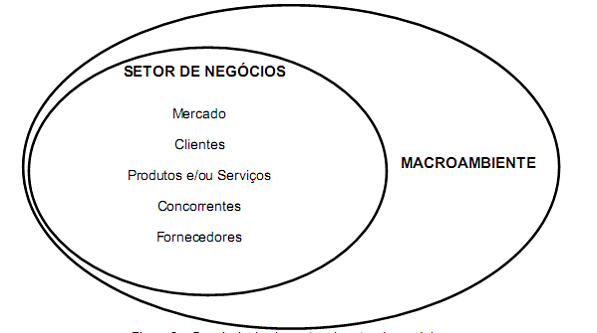 SETOR DE NEGÓCIOS
Mercado
Clientes
Produtos e/ou Serviços
Concorrentes
Fornecedores
MACROAMBIENTE